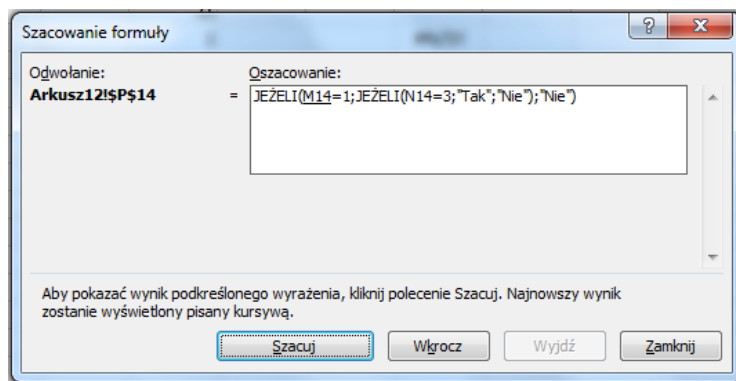 Szacowanie formuły
?
X
Odwołanie:
Oszacowanie:
Arkusz12!$P$14
=
JEŻELI(M14=1;JEŻELI(N14=3;"Tak";"Nie");"Nie")
Aby pokazać wynik podkreślonego wyrażenia, kliknij polecenie Szacuj. Najnowszy wynik
zostanie wyświetlony pisany kursywą.
Szacuj
Wkrocz
Wyjdź
Zamknij